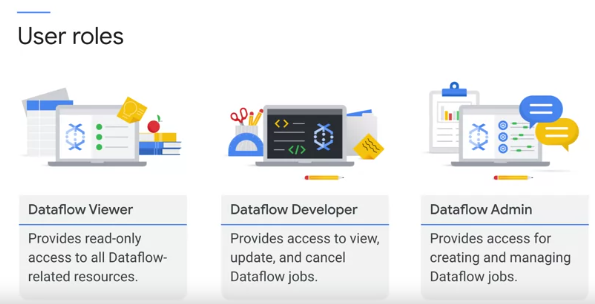 User roles
Dataflow Viewer
Provides read-only
access to all Dataflow-
related resources.
Dataflow Developer
Provides access to view,
update, and cancel
Dataflow jobs.
Dataflow Admin
Provides access for
creating and managing
Dataflow jobs.